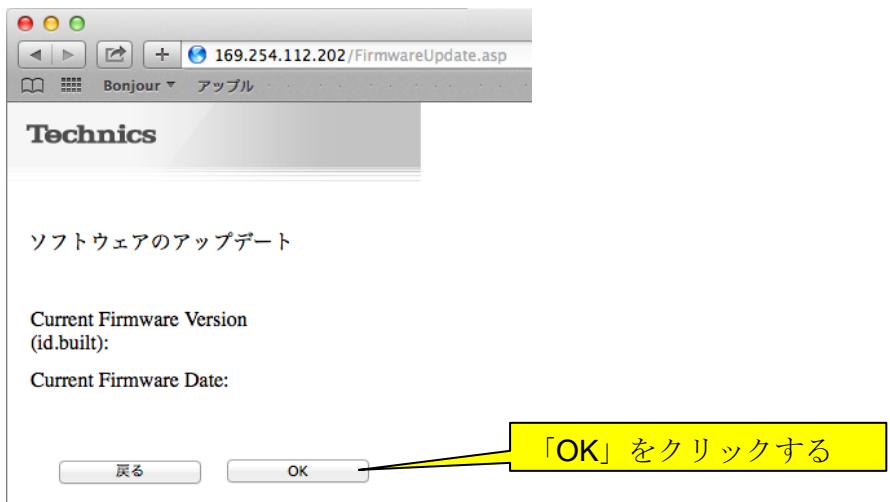 169.254.112.202/FirmwareUpdate.asp
Bonjour アップル
Technics
ソフトウェアのアップデート
Current Firmware Version
(id.built):
Current Firmware Date:
「OK」をクリックする
戻る OK